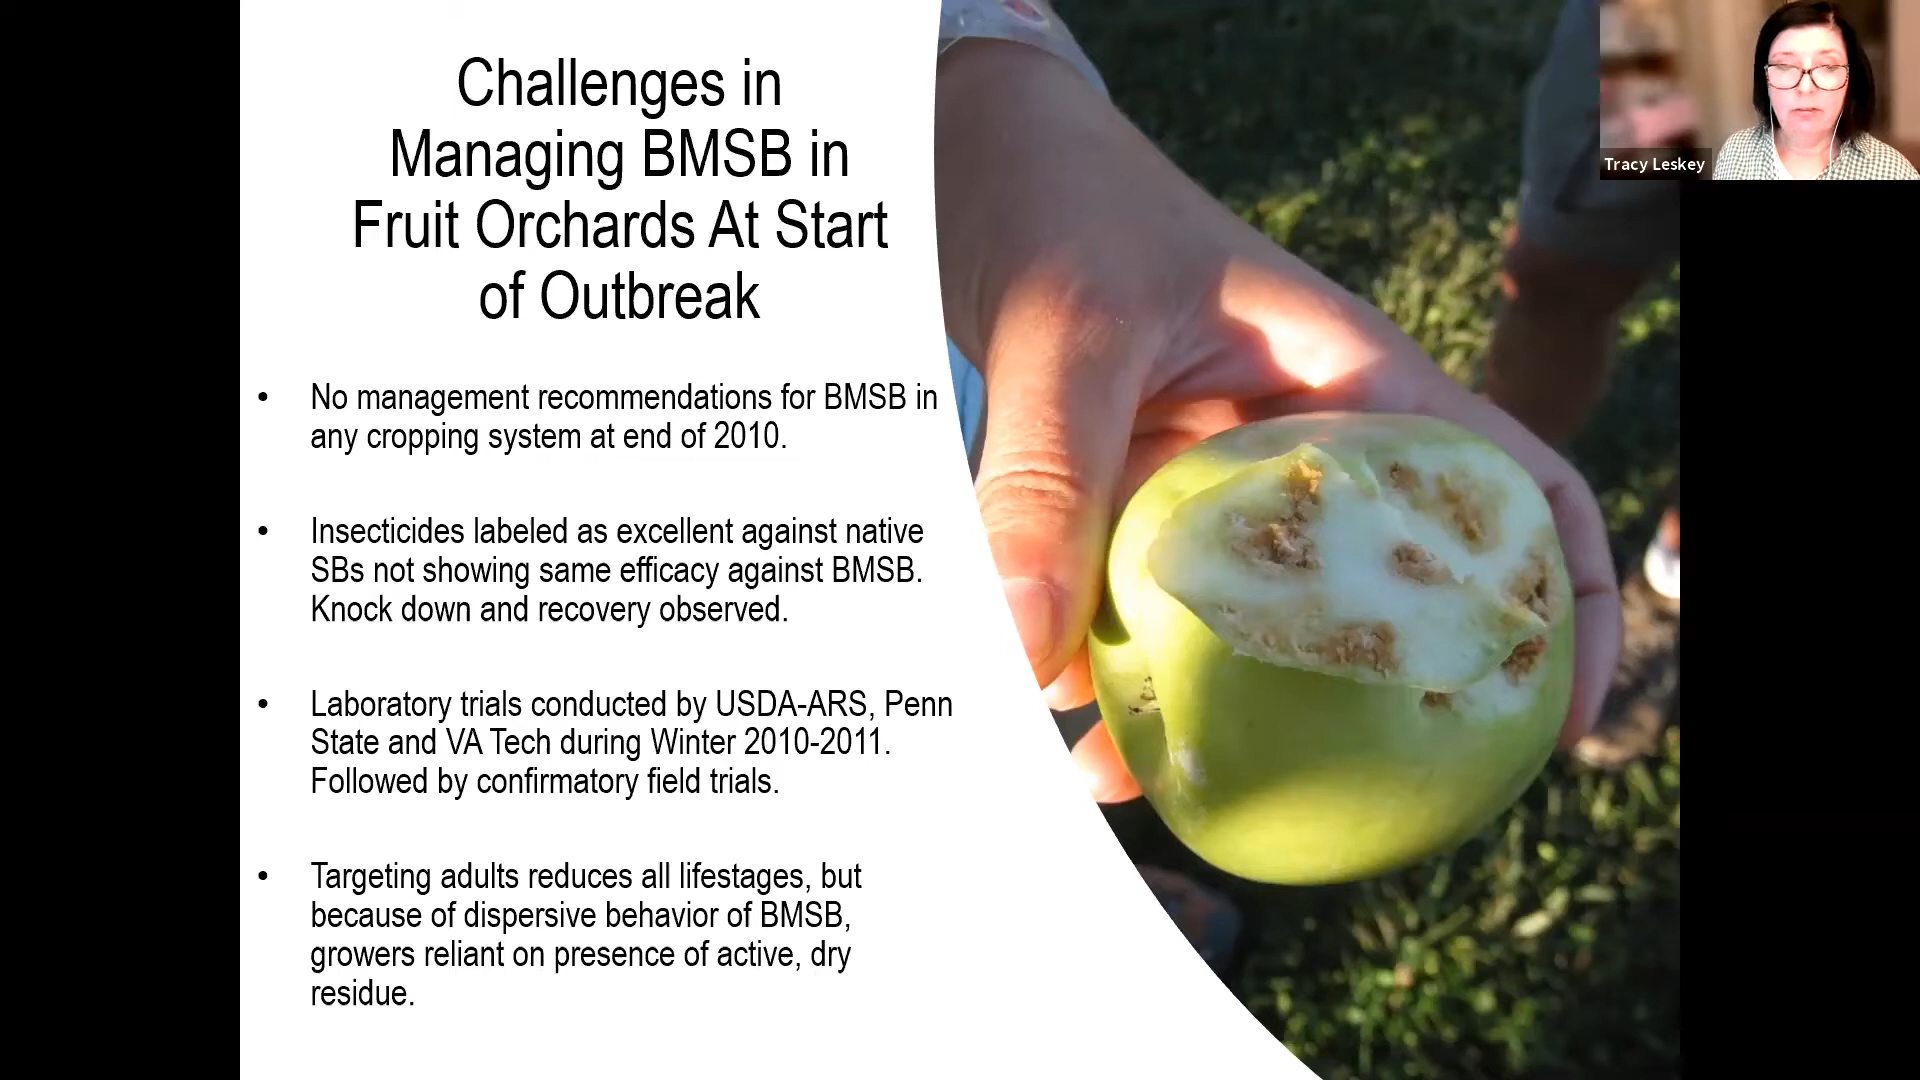 Challenges in
Managing BMSB in
Fruit Orchards At Start
of Outbreak
• No management recommendations for BMSB in
any cropping system at end of 2010.
• Insecticides labeled as excellent against native
SBs not showing same efficacy against BMSB.
Knock down and recovery observed.
• Laboratory trials conducted by USDA-ARS, Penn
State and VA Tech during Winter 2010-2011.
Followed by confirmatory field trials.
• Targeting adults reduces all lifestages, but
because of dispersive behavior of BMSB,
growers reliant on presence of active, dry
residue.
Tracy Leskey